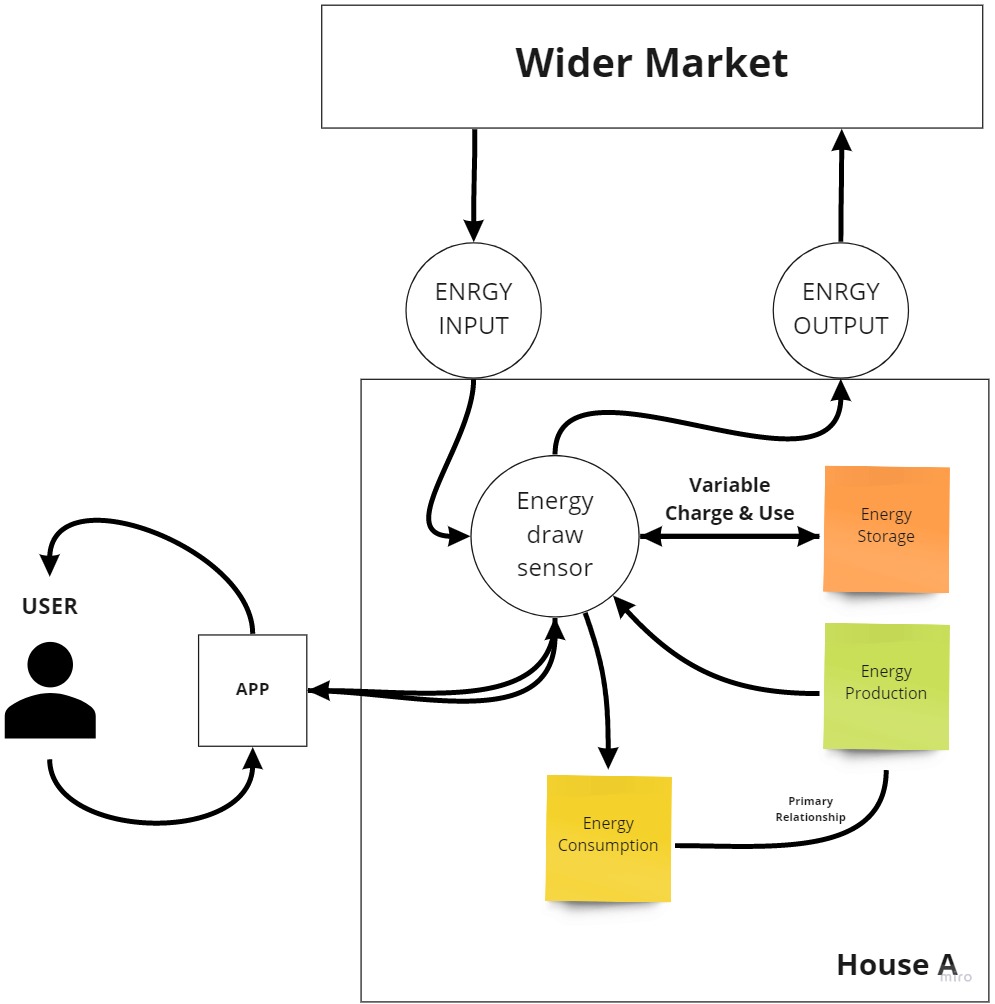 Wider Market
ENRGY
INPUT
ENRGY
OUTPUT
Energy
draw
sensor
Variable
Charge & Use
Energy
Storage
USER
APP
Energy
Production
Primary
Relationship
Energy
Consumption
House A
miro